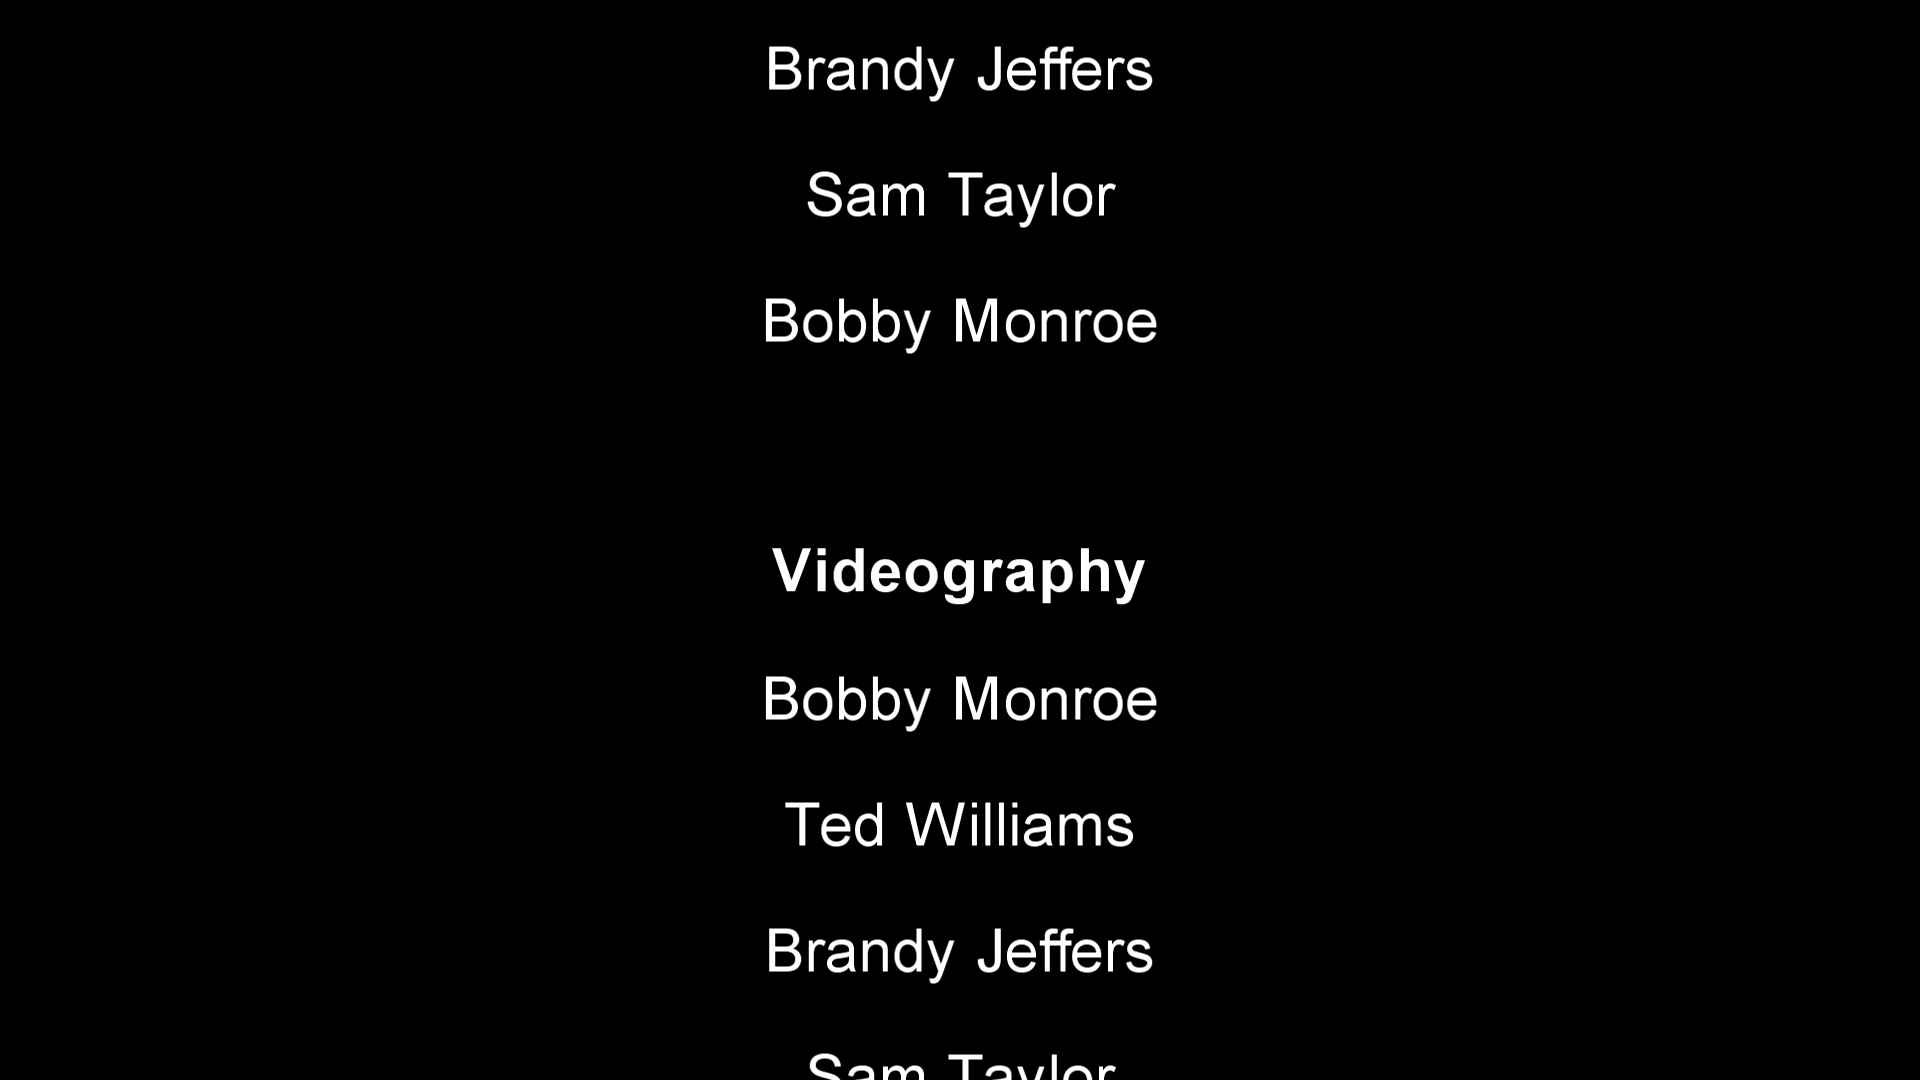 Brandy Jeffers
Sam Taylor
Bobby Monroe
Videography
Bobby Monroe
Ted Williams
Brandy Jeffers
Sam Taylor